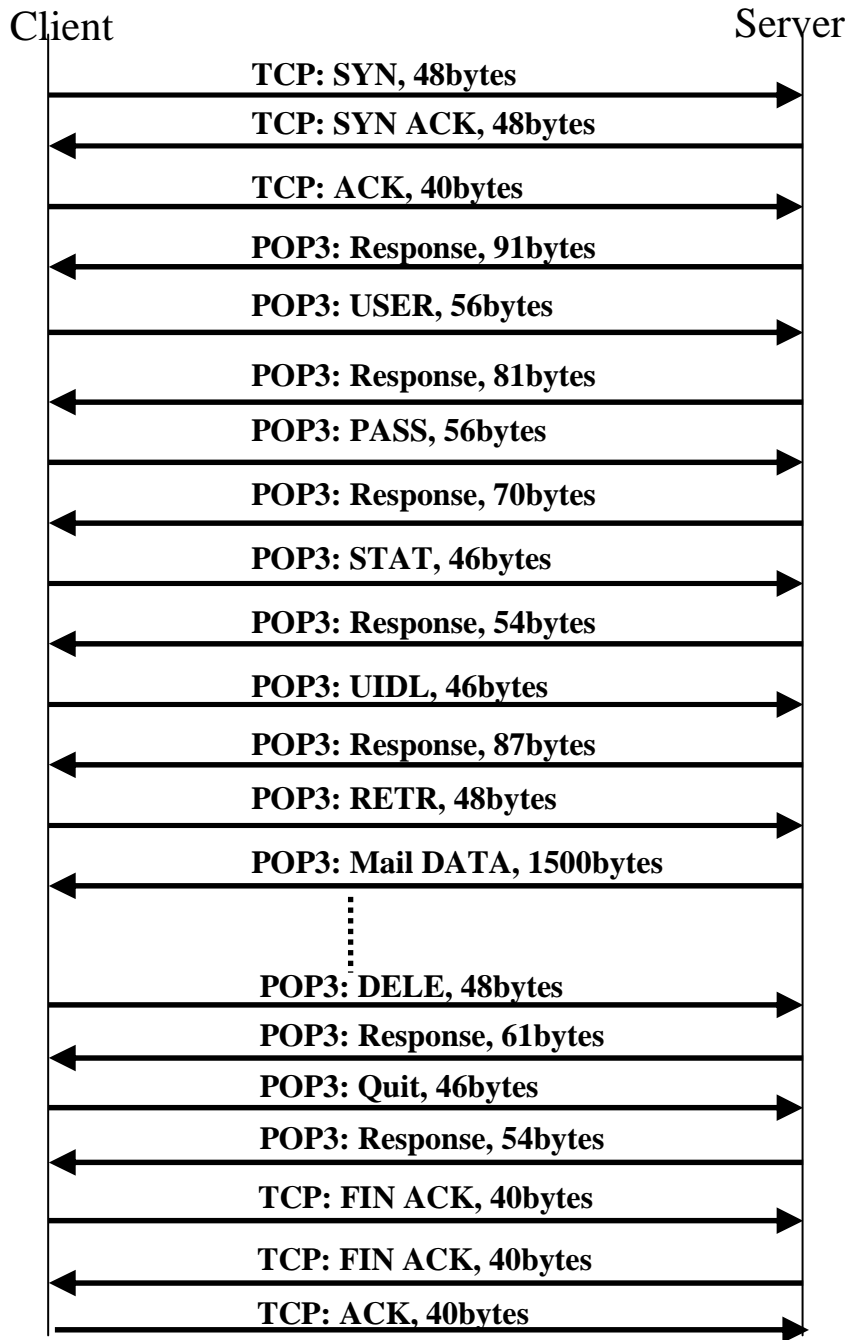 Client Server
TCP: SYN, 48bytes
TCP: SYN ACK, 48bytes
TCP: ACK, 40bytes
POP3: Response, 91bytes
POP3: USER, 56bytes
POP3: Response, 81bytes
POP3: PASS, 56bytes
POP3: Response, 70bytes
POP3: STAT, 46bytes
POP3: Response, 54bytes
POP3: UIDL, 46bytes
POP3: Response, 87bytes
POP3: RETR, 48bytes
POP3: Mail DATA, 1500bytes
POP3: DELE, 48bytes
POP3: Response, 61bytes
POP3: Quit, 46bytes
POP3: Response, 54bytes
TCP: FIN ACK, 40bytes
TCP: FIN ACK, 40bytes
TCP: ACK, 40bytes